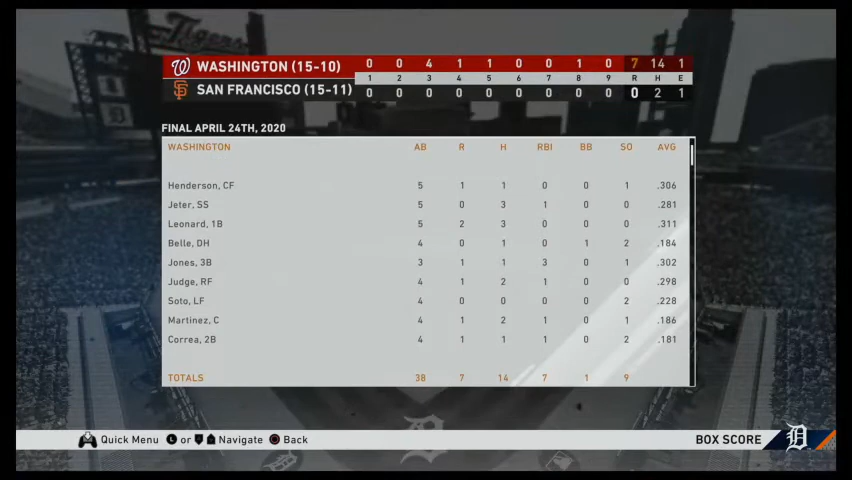 Tigers
WASHINGTON (15-10) 0 0 4 1 1 0 0 1 0 7 14 1
1 2 3 4 5 6 7 8 9 R H E
SAN FRANCISCO (15-11) 0 0 0 0 0 0 0 0 0 0 2 1
FINAL APRIL 24TH, 2020
WASHINGTON AB R H RBI BB SO AVG
Henderson, CF 5 1 1 0 0 1 .306
Jeter, SS 5 0 3 1 0 0 .281
Leonard, 1B 5 2 3 0 0 0 .311
Belle, DH 4 0 1 0 1 2 .184
Jones, 3B 3 1 1 3 0 1 .302
Judge, RF 4 1 2 1 0 0 .298
Soto, LF 4 0 0 0 0 2 .228
Martinez, C 4 1 2 1 0 1 .186
Correa, 2B 4 1 1 1 0 2 .181
TOTALS 38 7 14 7 1 9
Quick Menu L or Navigate Back BOX SCORE